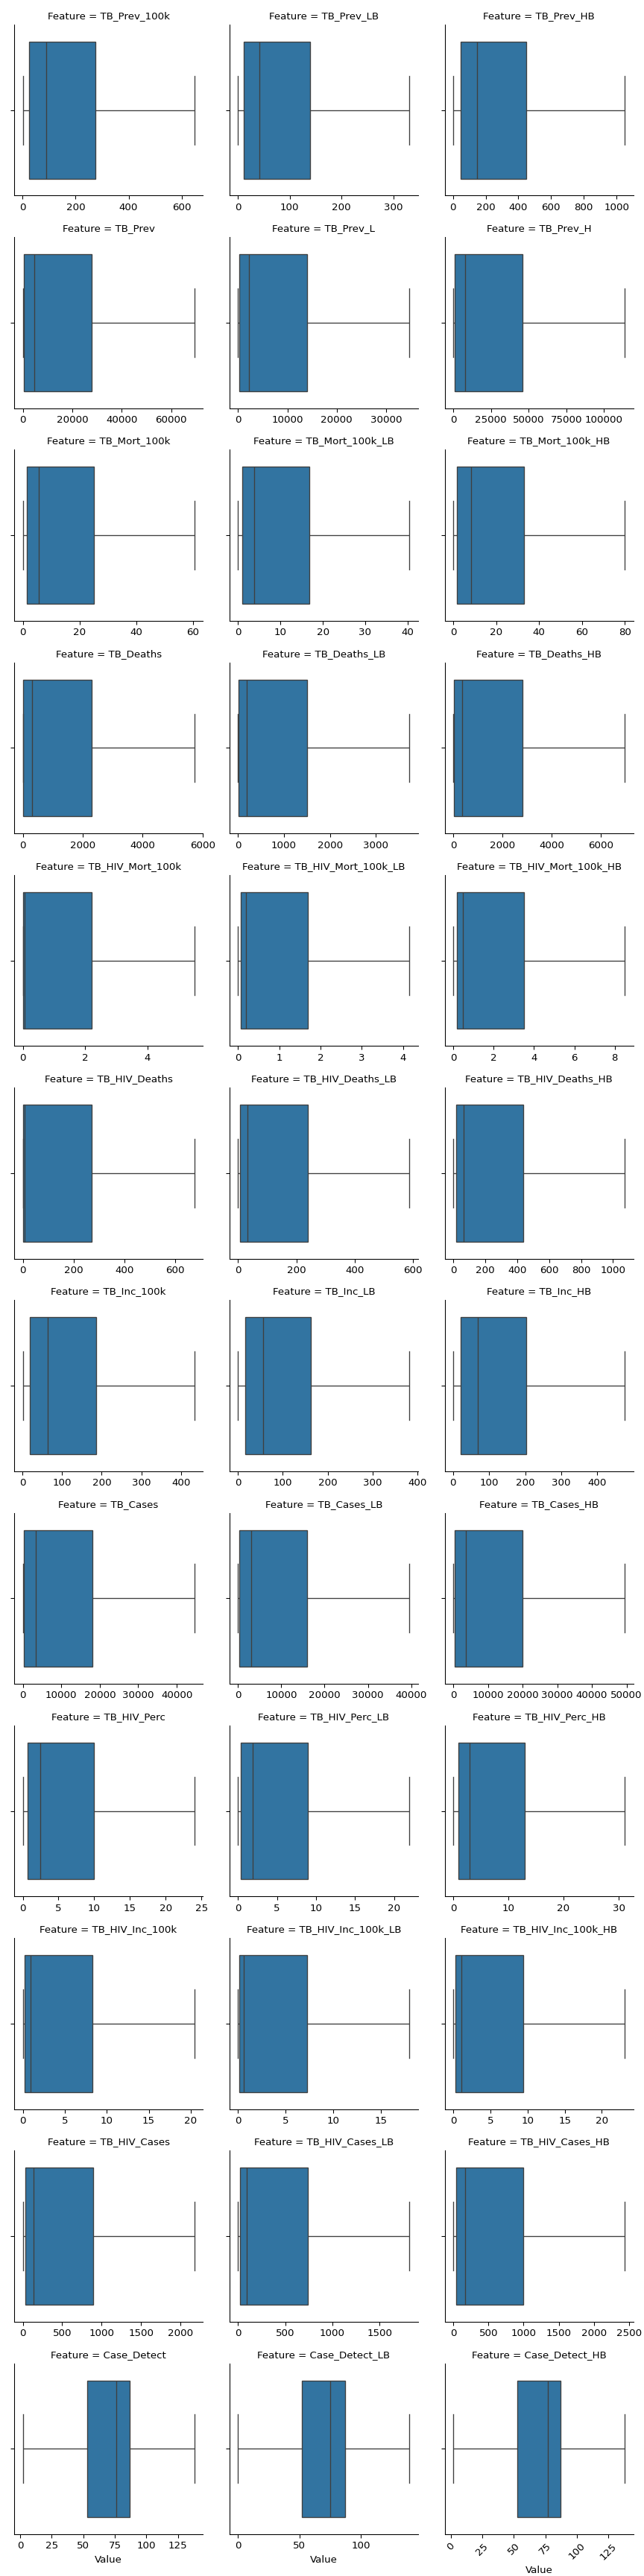 Feature = TB_Prev_100k Feature = TB_Prev_LB Feature = TB_Prev_HB
0 200 400 600 0 100 200 300 0 200 400 600 800 1000
Feature = TB_Prev Feature = TB_Prev_L Feature = TB_Prev_H
0 20000 40000 60000 0 10000 20000 30000 0 25000 50000 75000 100000
Feature = TB_Mort_100k Feature = TB_Mort_100k_LB Feature = TB_Mort_100k_HB
0 20 40 60 0 10 20 30 40 0 20 40 60 80
Feature = TB_Deaths Feature = TB_Deaths_LB Feature = TB_Deaths_HB
0 2000 4000 6000 0 1000 2000 3000 0 2000 4000 6000
Feature = TB_HIV_Mort_100k Feature = TB_HIV_Mort_100k_LB Feature = TB_HIV_Mort_100k_HB
0 2 4 0 1 2 3 4 0 2 4 6 8
Feature = TB_HIV_Deaths Feature = TB_HIV_Deaths_LB Feature = TB_HIV_Deaths_HB
0 200 400 600 0 200 400 600 0 200 400 600 800 1000
Feature = TB_Inc_100k Feature = TB_Inc_LB Feature = TB_Inc_HB
0 100 200 300 400 0 100 200 300 400 0 100 200 300 400
Feature = TB_Cases Feature = TB_Cases_LB Feature = TB_Cases_HB
0 10000 20000 30000 40000 0 10000 20000 30000 40000 0 10000 20000 30000 40000 50000
Feature = TB_HIV_Perc Feature = TB_HIV_Perc_LB Feature = TB_HIV_Perc_HB
0 5 10 15 20 25 0 5 10 15 20 0 10 20 30
Feature = TB_HIV_Inc_100k Feature = TB_HIV_Inc_100k_LB Feature = TB_HIV_Inc_100k_HB
0 5 10 15 20 0 5 10 15 0 5 10 15 20
Feature = TB_HIV_Cases Feature = TB_HIV_Cases_LB Feature = TB_HIV_Cases_HB
0 500 1000 1500 2000 0 500 1000 1500 0 500 1000 1500 2000 2500
Feature = Case_Detect Feature = Case_Detect_LB Feature = Case_Detect_HB
0 25 50 75 100 125 0 50 100 0 25 50 75 100 125
Value Value Value